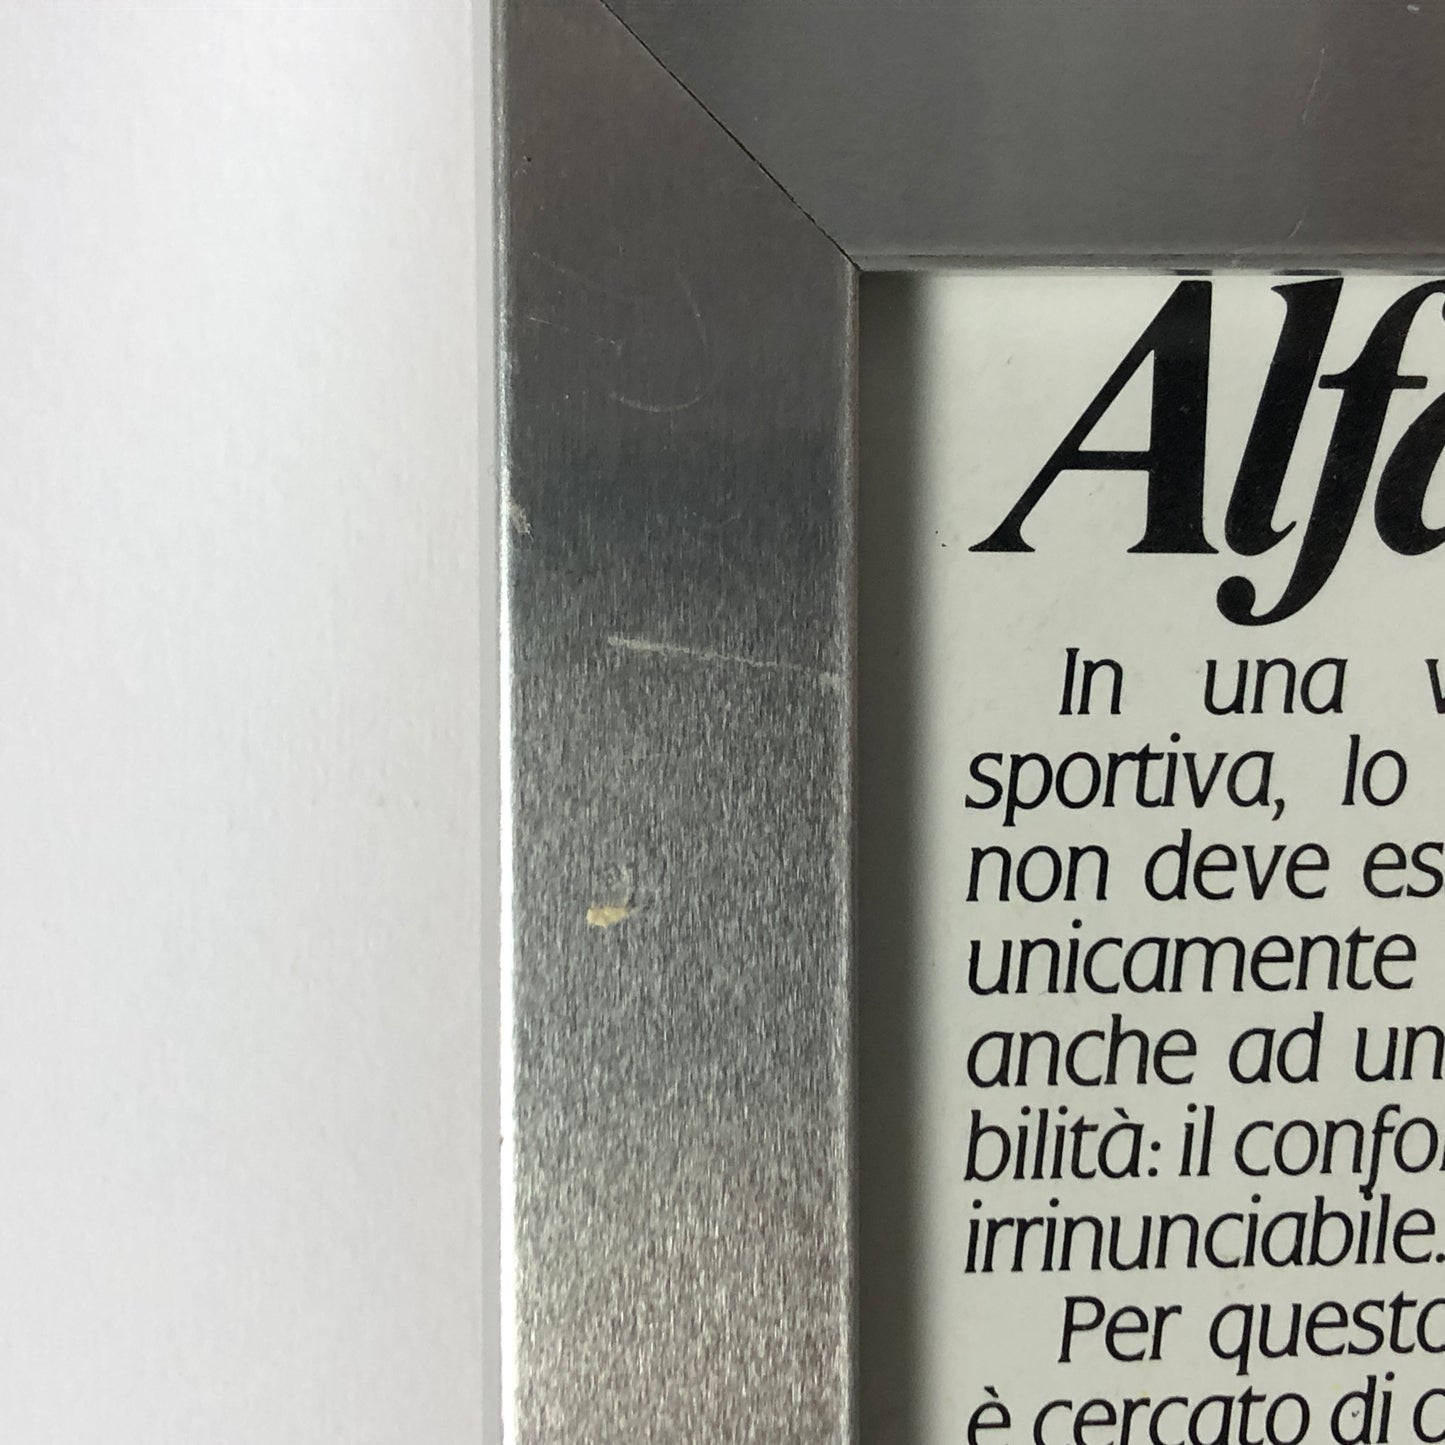 Alfa
In una
sportiva, lo
non deve es
unicamente
anche ad un
bilità: il confo
irrinunciabile.
Per questo
è cercato di